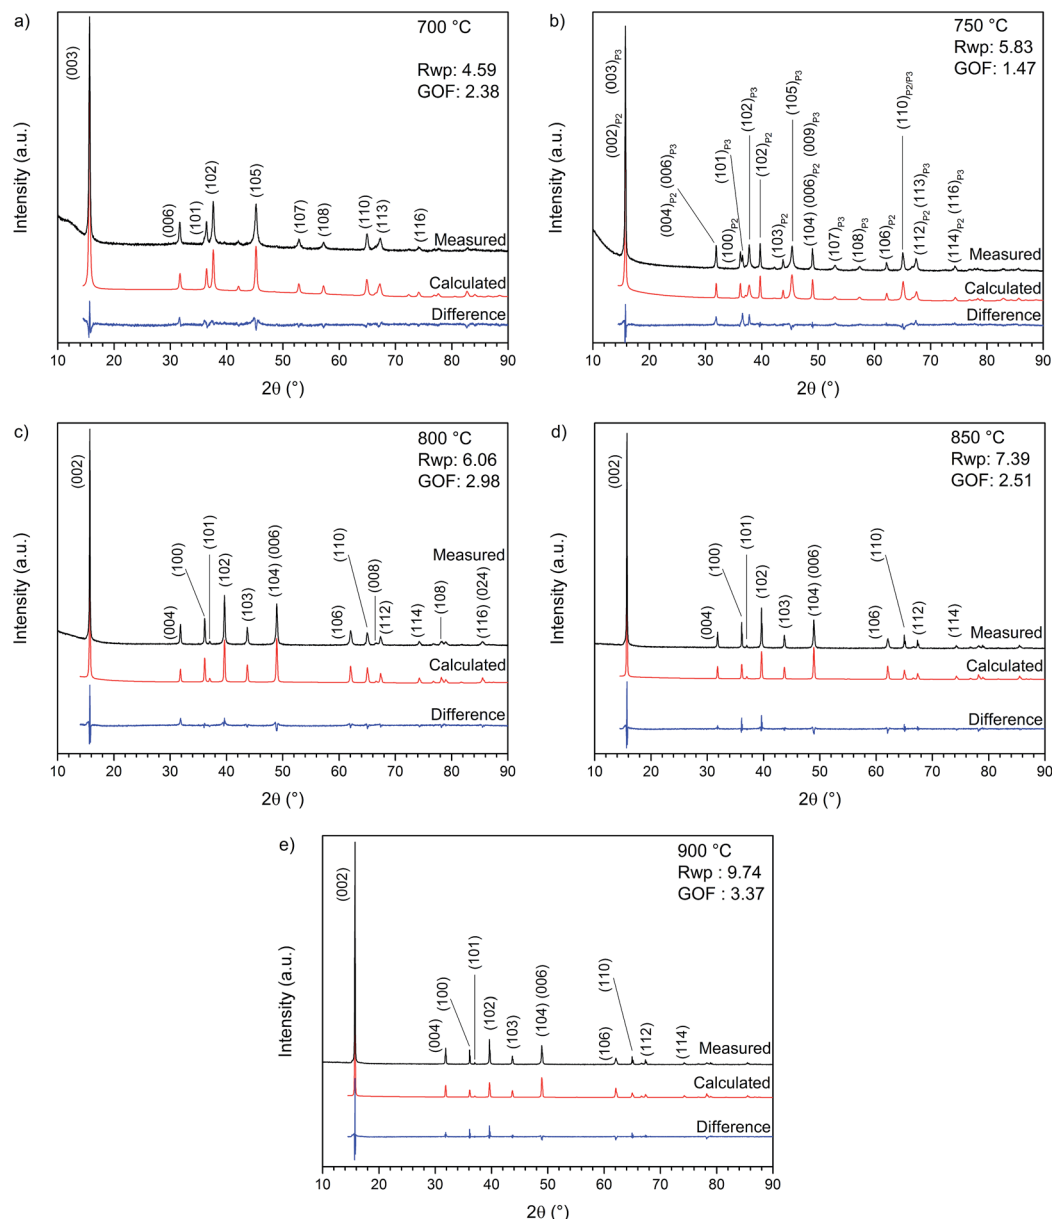 a)
700 °C
Rwp: 4.59
GOF: 2.38
(003)
(006)
(101)
(102)
(105)
(107)
(108)
(110)
(113)
(116)
Measured
Calculated
Difference
Intensity (a.u.)
10 20 30 40 50 60 70 80 90
2θ (°)
b)
750 °C
Rwp: 5.83
GOF: 1.47
(002)P2 (003)P3
(004)P2 (006)P3
(100)P2
(101)P3
(102)P3
(102)P2
(103)P2
(105)P3
(104) (006)P2 (009)P3
(107)P3
(108)P3
(106)P2
(110)P2/P3
(112)P2 (113)P3
(114)P2 (116)P3
Measured
Calculated
Difference
Intensity (a.u.)
10 20 30 40 50 60 70 80 90
2θ (°)
c)
800 °C
Rwp: 6.06
GOF: 2.98
(002)
(004)
(100)
(101)
(102)
(103)
(104) (006)
(106)
(110)
(008)
(112)
(114)
(108)
(116) (024)
Measured
Calculated
Difference
Intensity (a.u.)
10 20 30 40 50 60 70 80 90
2θ (°)
d)
850 °C
Rwp: 7.39
GOF: 2.51
(002)
(004)
(100)
(101)
(102)
(103)
(104) (006)
(106)
(110)
(112)
(114)
Measured
Calculated
Difference
Intensity (a.u.)
10 20 30 40 50 60 70 80 90
2θ (°)
e)
900 °C
Rwp : 9.74
GOF : 3.37
(002)
(004)
(100)
(101)
(102)
(103)
(104) (006)
(106)
(110)
(112)
(114)
Measured
Calculated
Difference
Intensity (a.u.)
10 20 30 40 50 60 70 80 90
2θ (°)